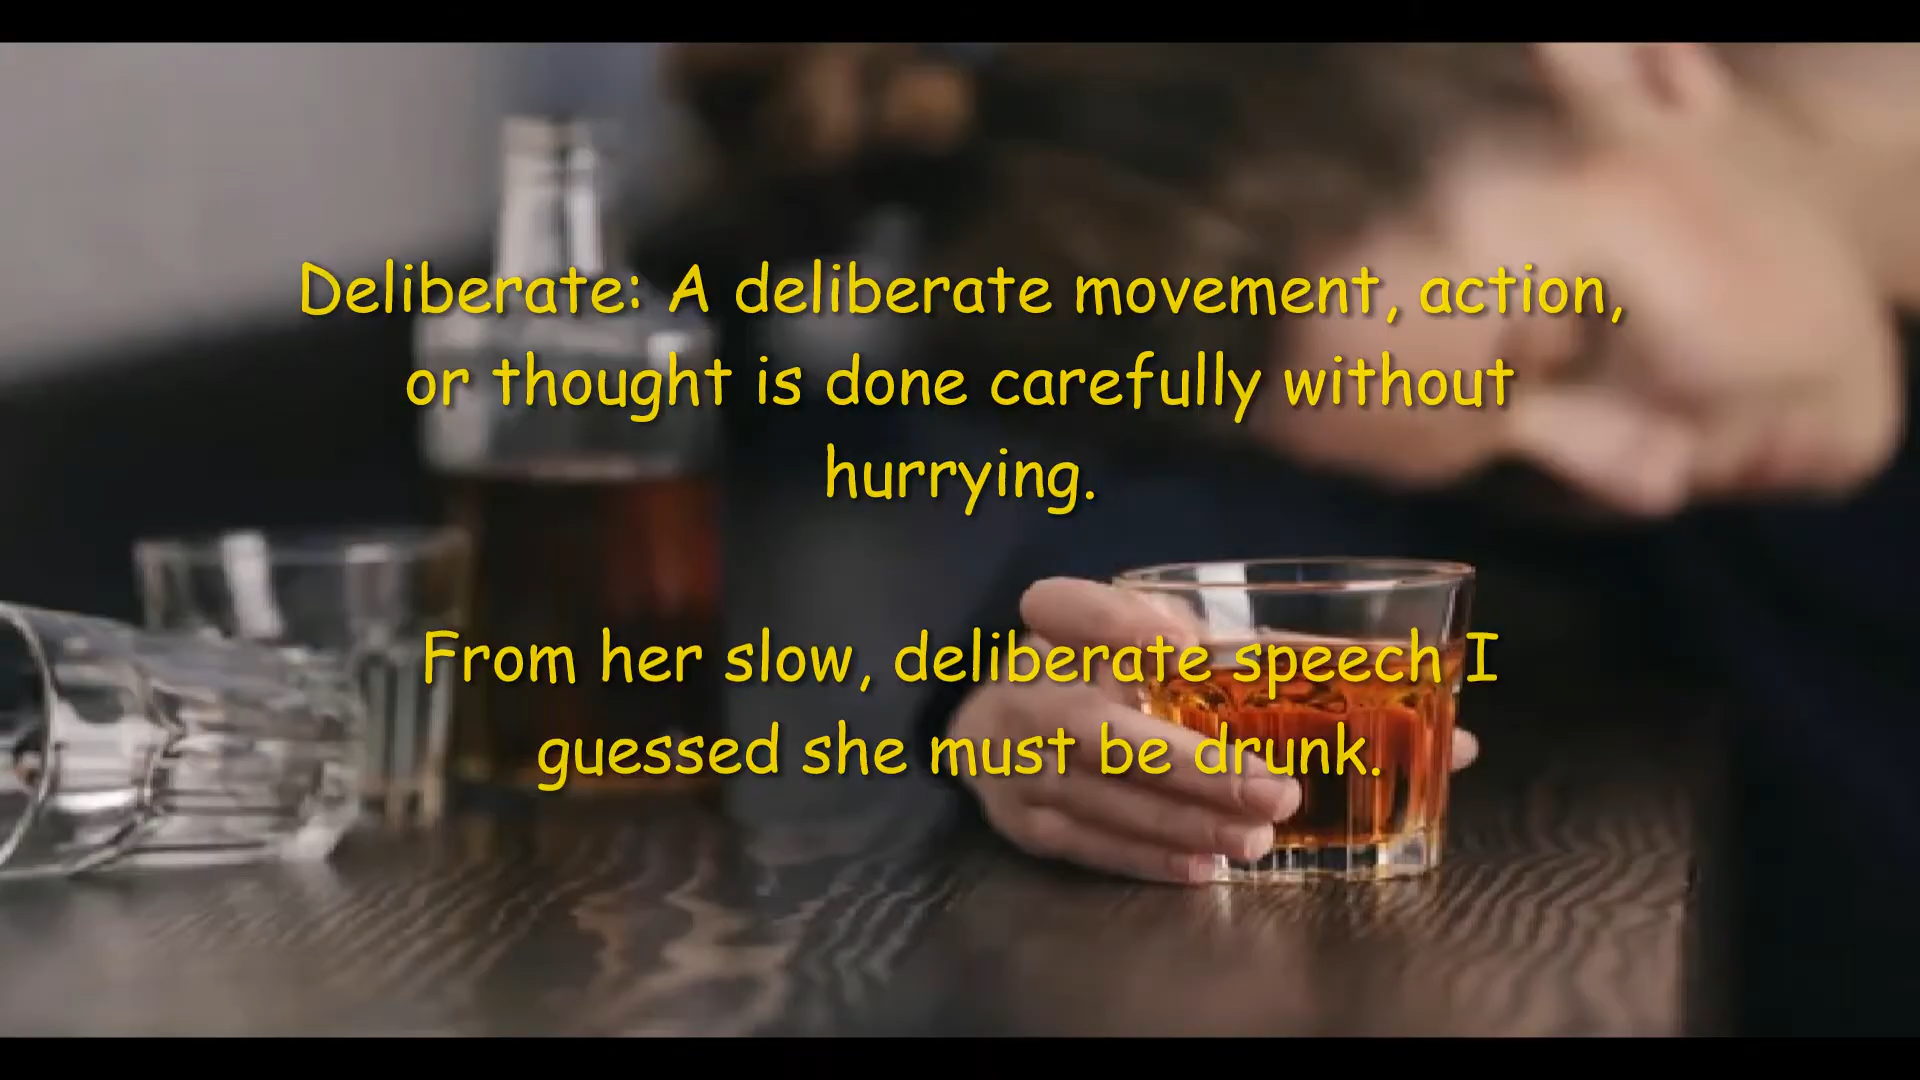 Deliberate: A deliberate movement, action,
or thought is done carefully without
hurrying.
From her slow, deliberate speech I
guessed she must be drunk.